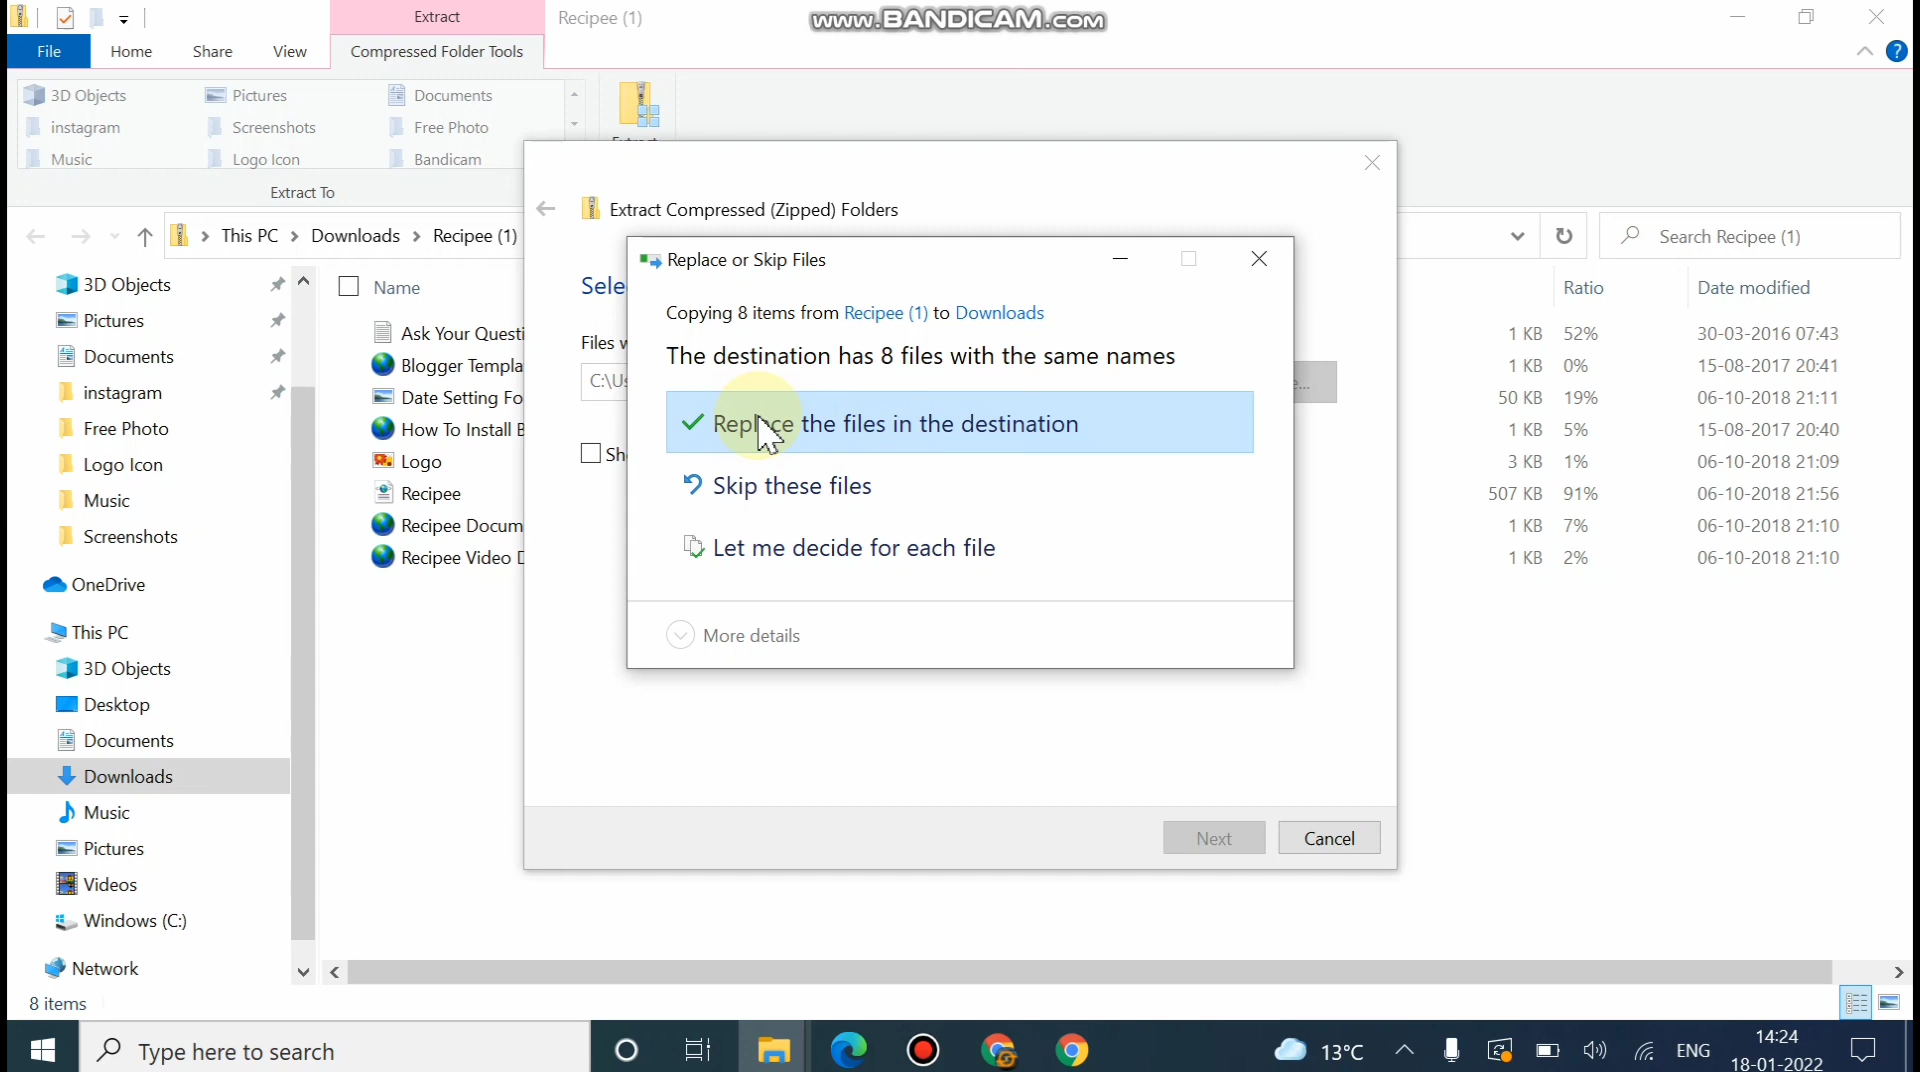 Extract
Recipee (1)
www.BANDICAM.COM
File
Home
Share
View
Compressed Folder Tools
3D Objects
Pictures
Documents
instagram
Screenshots
Free Photo
Music
Logo Icon
Bandicam
Extract To
Extract Compressed (Zipped) Folders
This PC
Downloads
Recipee (1)
Search Recipee (1)
Replace or Skip Files
Name
Ratio
Date modified
Copying 8 items from Recipee (1) to Downloads
The destination has 8 files with the same names
Replace the files in the destination
Skip these files
Let me decide for each file
More details
Next
Cancel
3D Objects
Pictures
Documents
instagram
Free Photo
Logo Icon
Music
Screenshots
OneDrive
This PC
3D Objects
Desktop
Documents
Downloads
Music
Pictures
Videos
Windows (C:)
Network
Ask Your Questi
Blogger Templa
Date Setting Fo
How To Install B
Logo
Recipee
Recipee Docum
Recipee Video D
1 KB 52% 30-03-2016 07:43
1 KB 0% 15-08-2017 20:41
50 KB 19% 06-10-2018 21:11
1 KB 5% 15-08-2017 20:40
3 KB 1% 06-10-2018 21:09
507 KB 91% 06-10-2018 21:56
1 KB 7% 06-10-2018 21:10
1 KB 2% 06-10-2018 21:10
8 items
Type here to search
13°C
ENG
14:24
18-01-2022